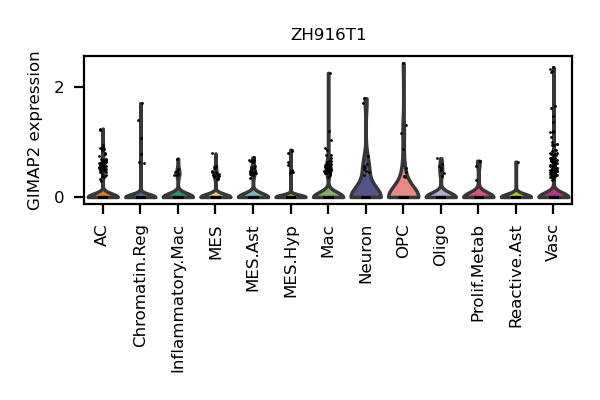 ZH916T1
GIMAP2 expression
2
0
AC
Chromatin.Reg
Inflammatory.Mac
MES
MES.Ast
MES.Hyp
Mac
Neuron
OPC
Oligo
Prolif.Metab
Reactive.Ast
Vasc